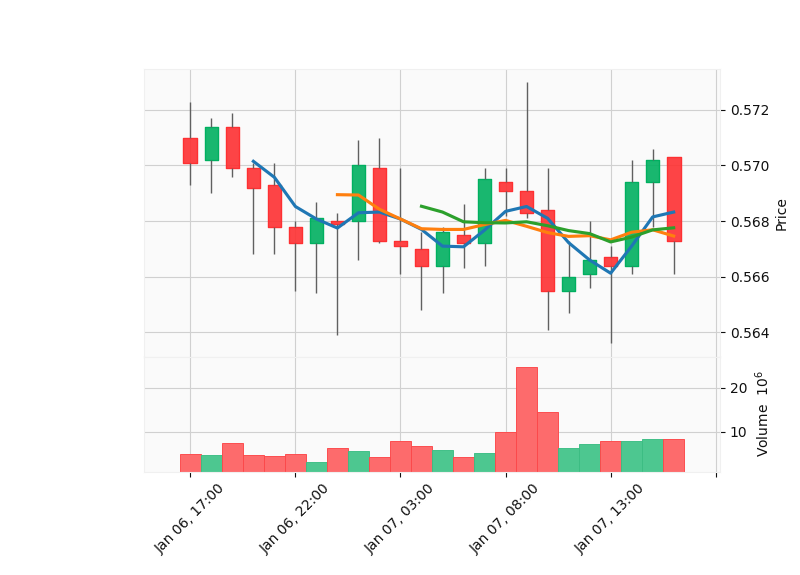 0.572
0.570
0.568
0.566
0.564
Price
20
10
Volume 10^6
Jan 06, 17:00
Jan 06, 22:00
Jan 07, 03:00
Jan 07, 08:00
Jan 07, 13:00